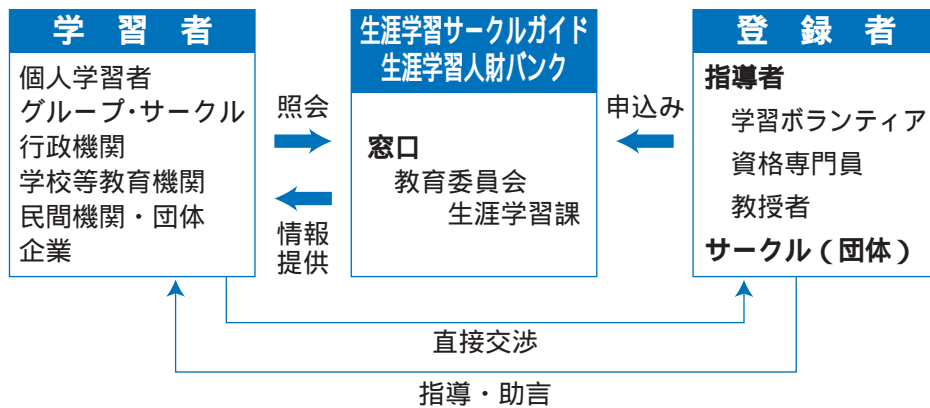 学習者
個人学習者
グループ・サークル
行政機関
学校等教育機関
民間機関・団体
企業
照会
情報
提供
生涯学習サークルガイド
生涯学習人財バンク
窓口
教育委員会
生涯学習課
申込み
登録者
指導者
学習ボランティア
資格専門員
教授者
サークル(団体)
直接交渉
指導・助言